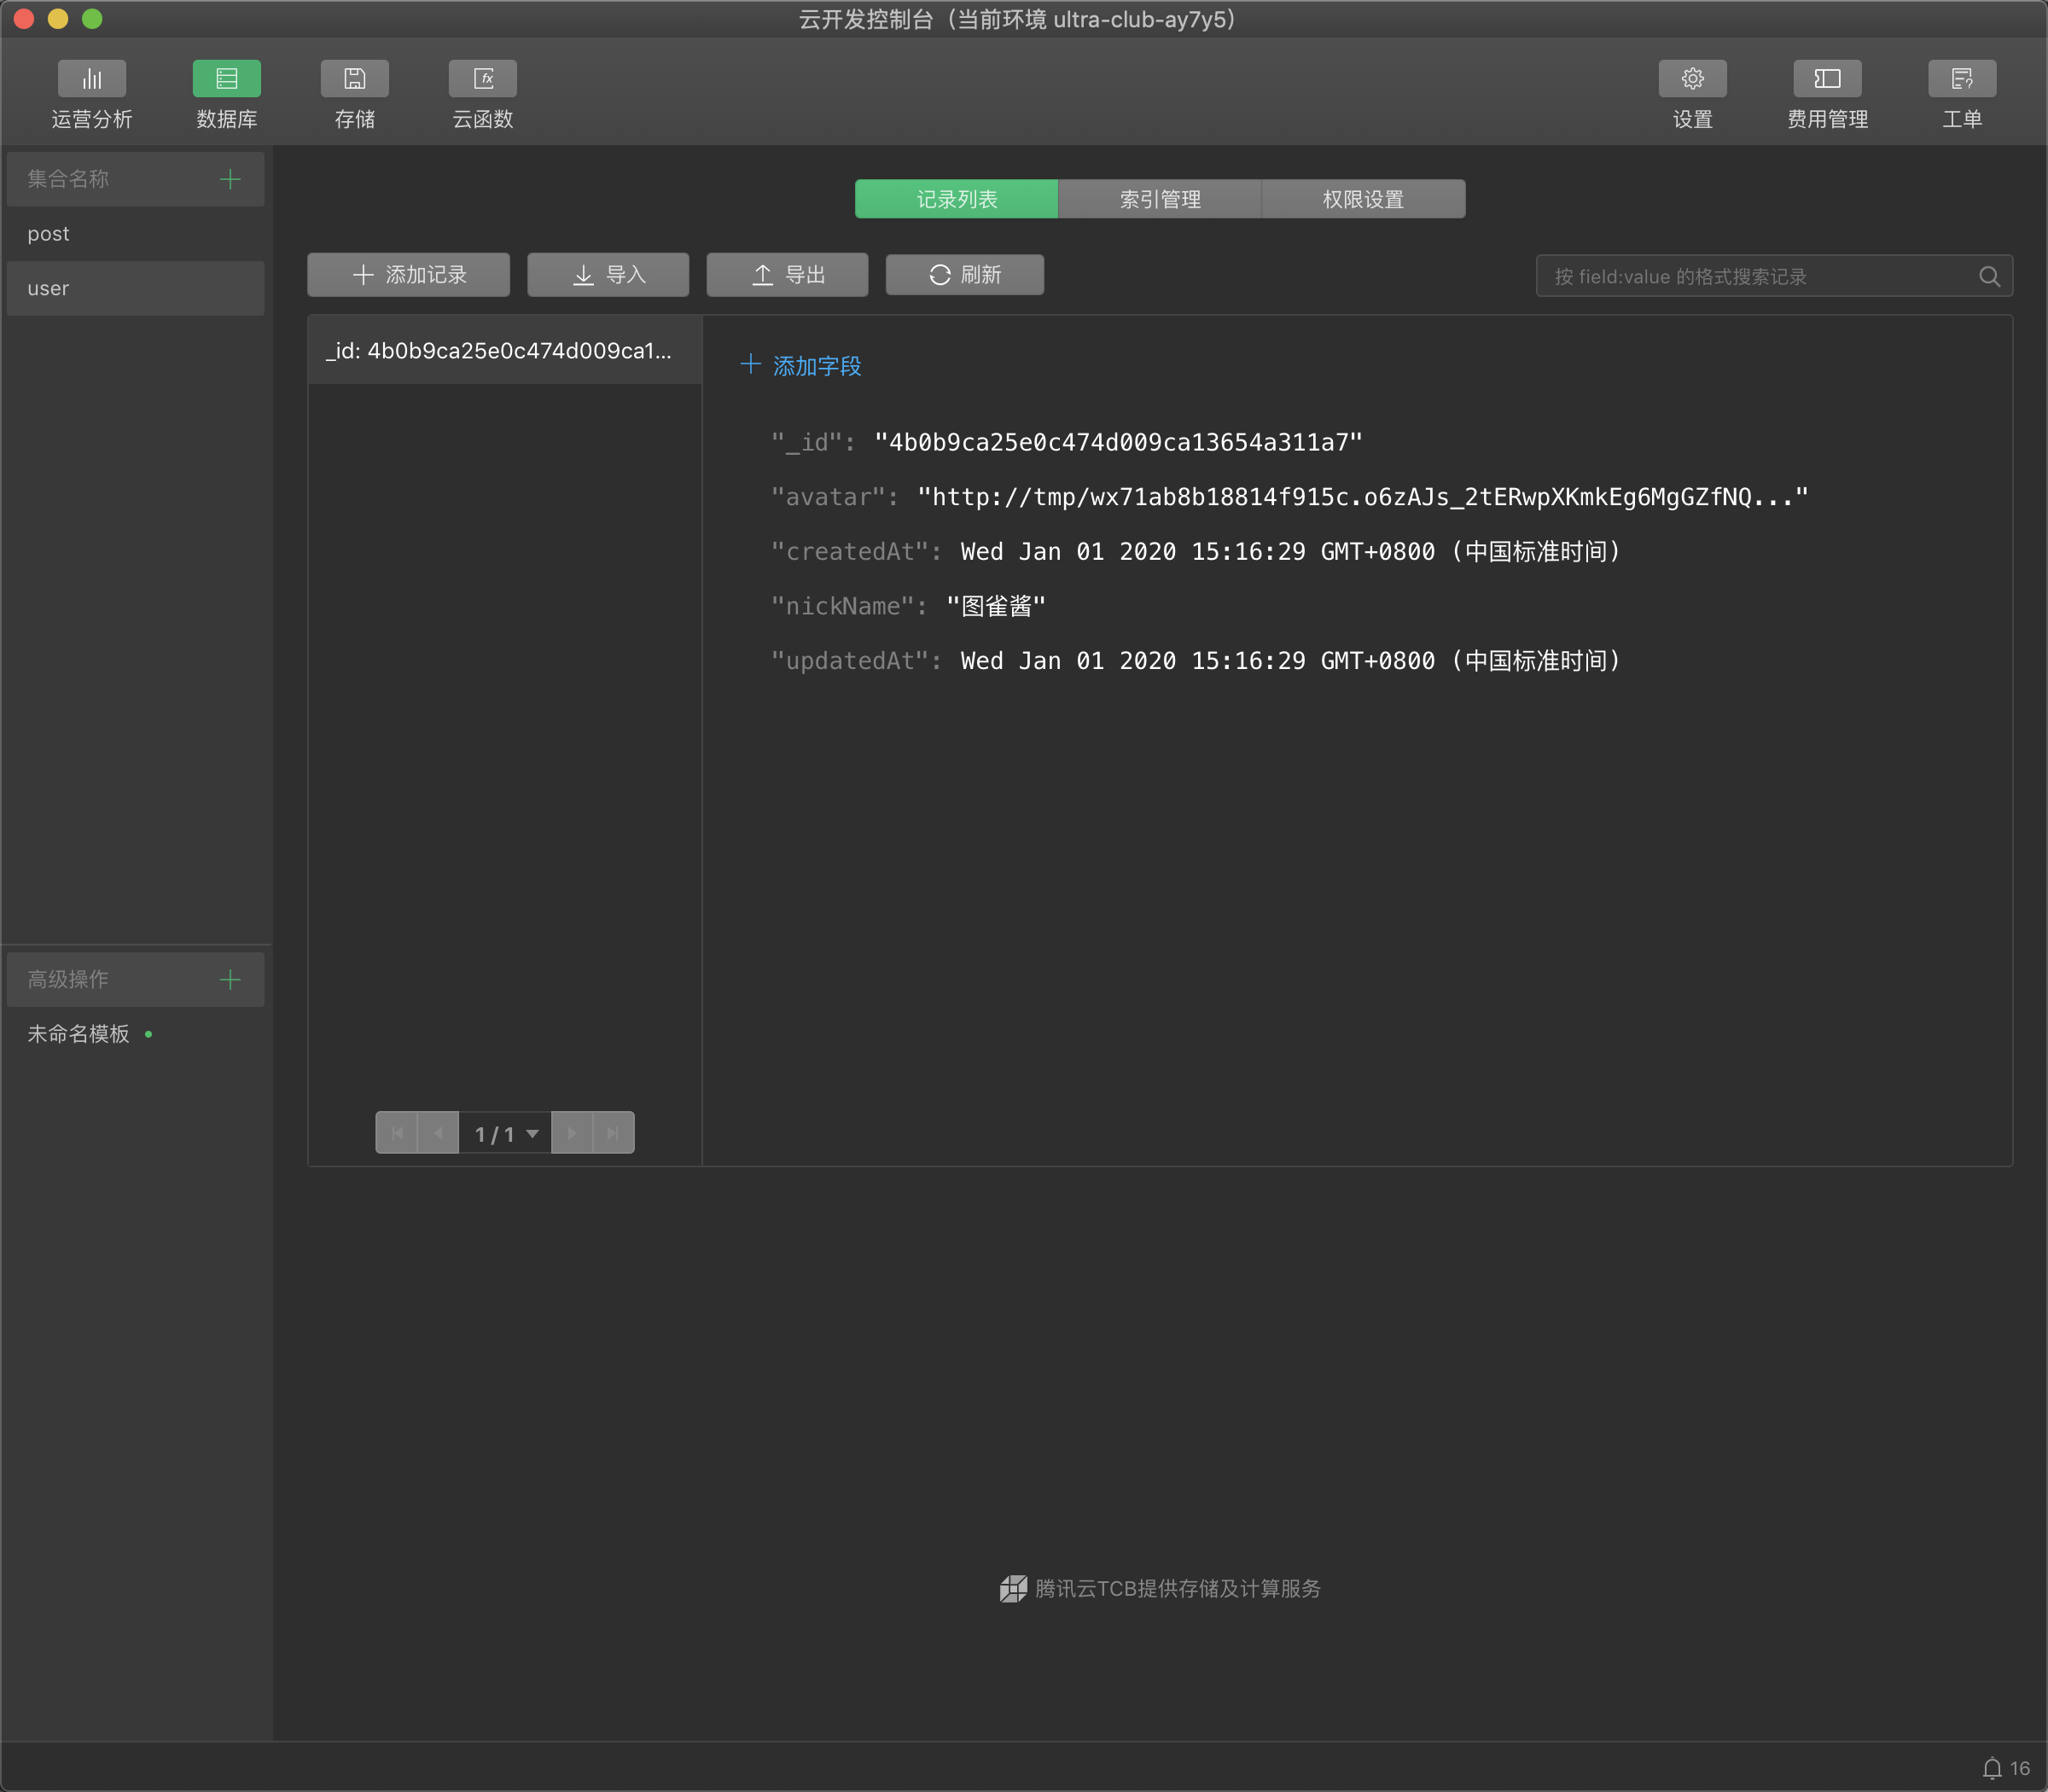 云开发控制台（当前环境 ultra-club-ay7y5）
运营分析 数据库 存储 云函数 设置 费用管理 工单
集合名称
post
user
记录列表 索引管理 权限设置
添加记录 导入 导出 刷新 按 field:value 的格式搜索记录
_id: 4b0b9ca25e0c474d009ca1...
添加字段
"_id": "4b0b9ca25e0c474d009ca13654a311a7"
"avatar": "http://tmp/wx71ab8b18814f915c.o6zAJs_2tERwpXKmkEg6MgGZfNQ..."
"createdAt": Wed Jan 01 2020 15:16:29 GMT+0800 (中国标准时间)
"nickName": "图雀酱"
"updatedAt": Wed Jan 01 2020 15:16:29 GMT+0800 (中国标准时间)
1 / 1
高级操作
未命名模板
腾讯云TCB提供存储及计算服务
16